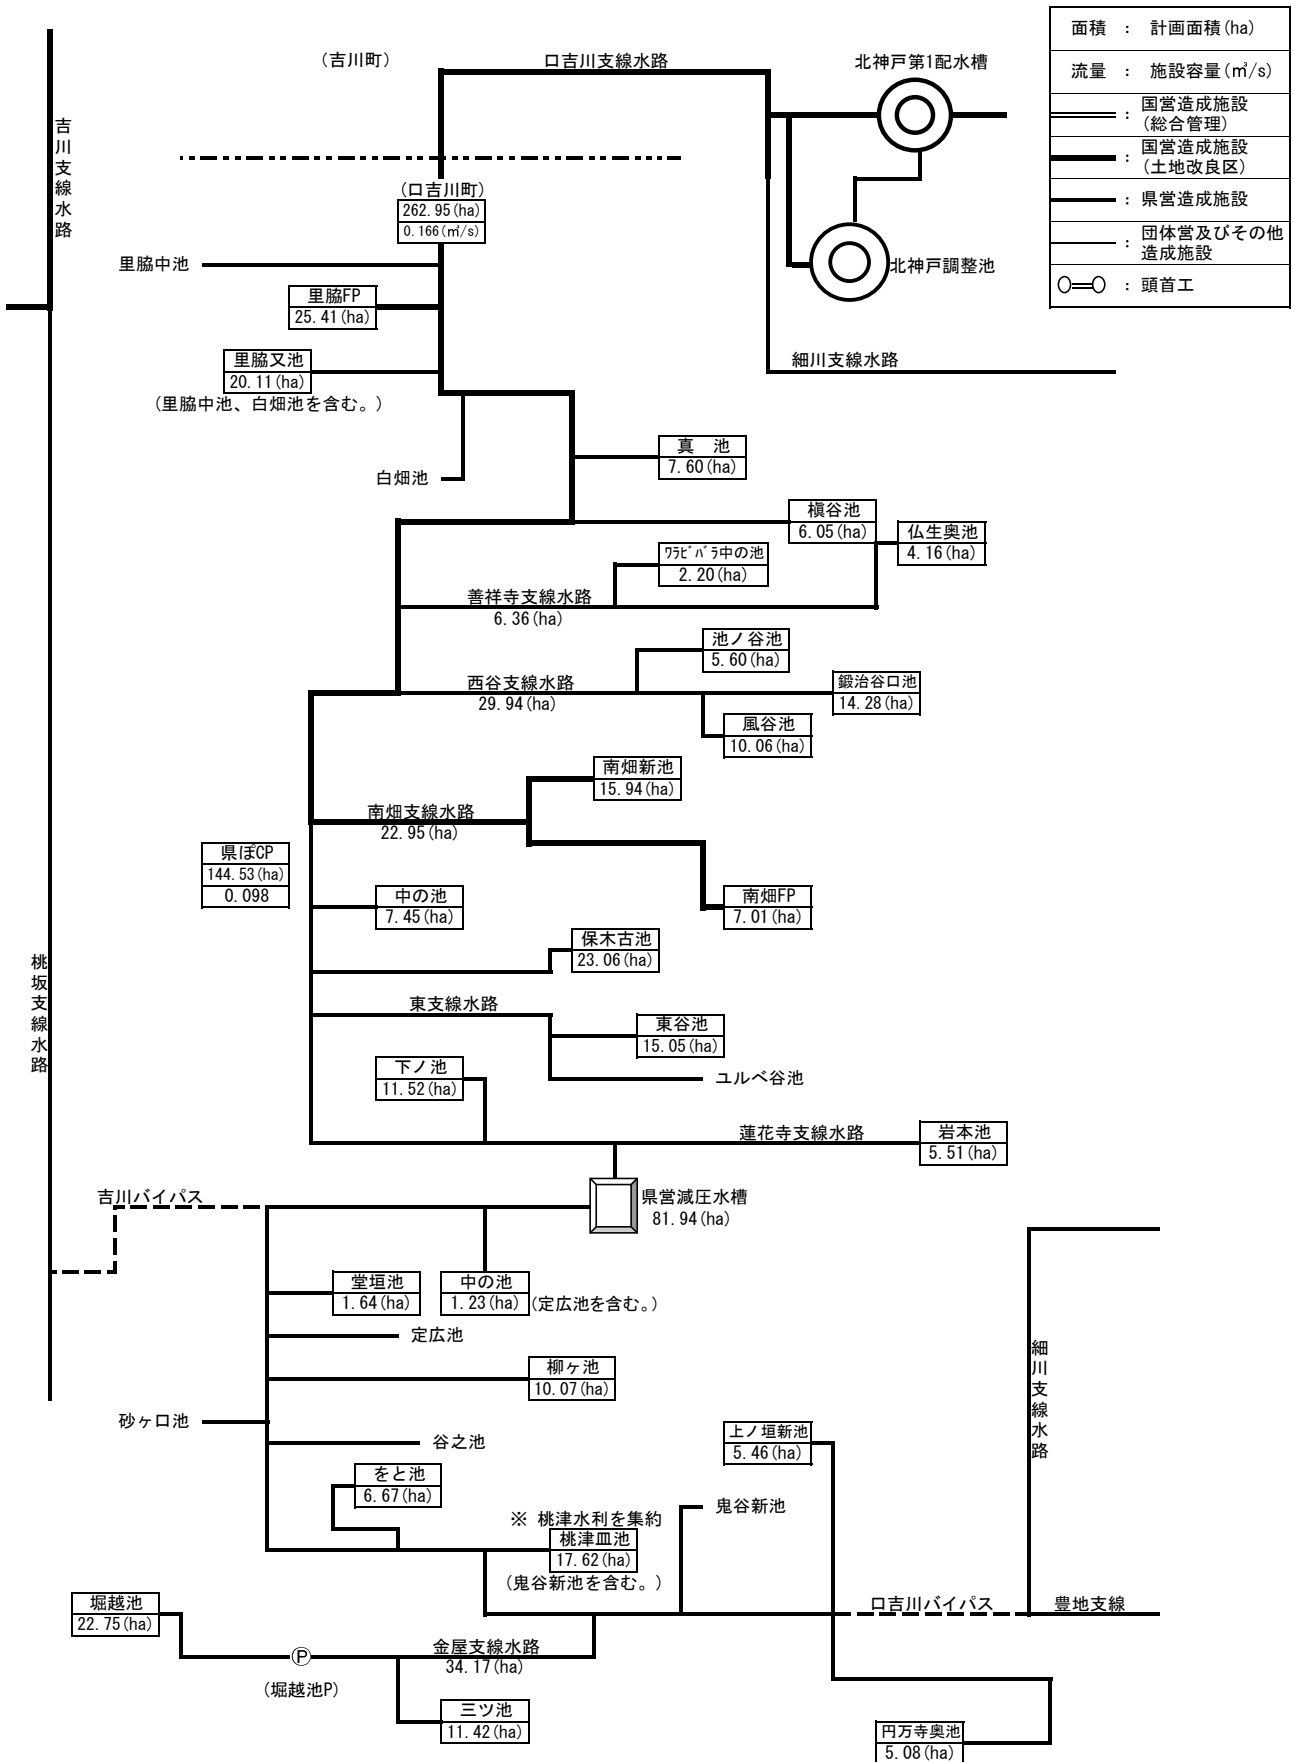 面積 ： 計画面積(ha)
流量 ： 施設容量(㎥/s)
： 国営造成施設
(総合管理)
： 国営造成施設
(土地改良区)
： 県営造成施設
： 団体営及びその他
造成施設
： 頭首工
(吉川町)
口吉川支線水路
北神戸第1配水槽
吉川支線水路
(口吉川町)
262.95(ha)
0.166(㎥/s)
里脇中池
北神戸調整池
里脇FP
25.41(ha)
里脇又池
20.11(ha)
(里脇中池、白畑池を含む。)
細川支線水路
真　池
7.60(ha)
白畑池
槇谷池
6.05(ha)
仏生奥池
4.16(ha)
ﾜﾗﾋﾞﾊﾞﾗ中の池
2.20(ha)
善祥寺支線水路
6.36(ha)
池ノ谷池
5.60(ha)
西谷支線水路
29.94(ha)
鍛治谷口池
14.28(ha)
風谷池
10.06(ha)
南畑新池
15.94(ha)
南畑支線水路
22.95(ha)
県ぽCP
144.53(ha)
0.098
中の池
7.45(ha)
南畑FP
7.01(ha)
保木古池
23.06(ha)
桃坂支線水路
東支線水路
東谷池
15.05(ha)
下ノ池
11.52(ha)
ユルベ谷池
蓮花寺支線水路
岩本池
5.51(ha)
吉川バイパス
県営減圧水槽
81.94(ha)
堂垣池
1.64(ha)
中の池
1.23(ha)
(定広池を含む。)
定広池
細川支線水路
柳ヶ池
10.07(ha)
砂ヶ口池
谷之池
上ノ垣新池
5.46(ha)
をと池
6.67(ha)
鬼谷新池
※ 桃津水利を集約
桃津皿池
17.62(ha)
(鬼谷新池を含む。)
堀越池
22.75(ha)
口吉川バイパス
豊地支線
金屋支線水路
34.17(ha)
P
(堀越池P)
三ツ池
11.42(ha)
円万寺奥池
5.08(ha)